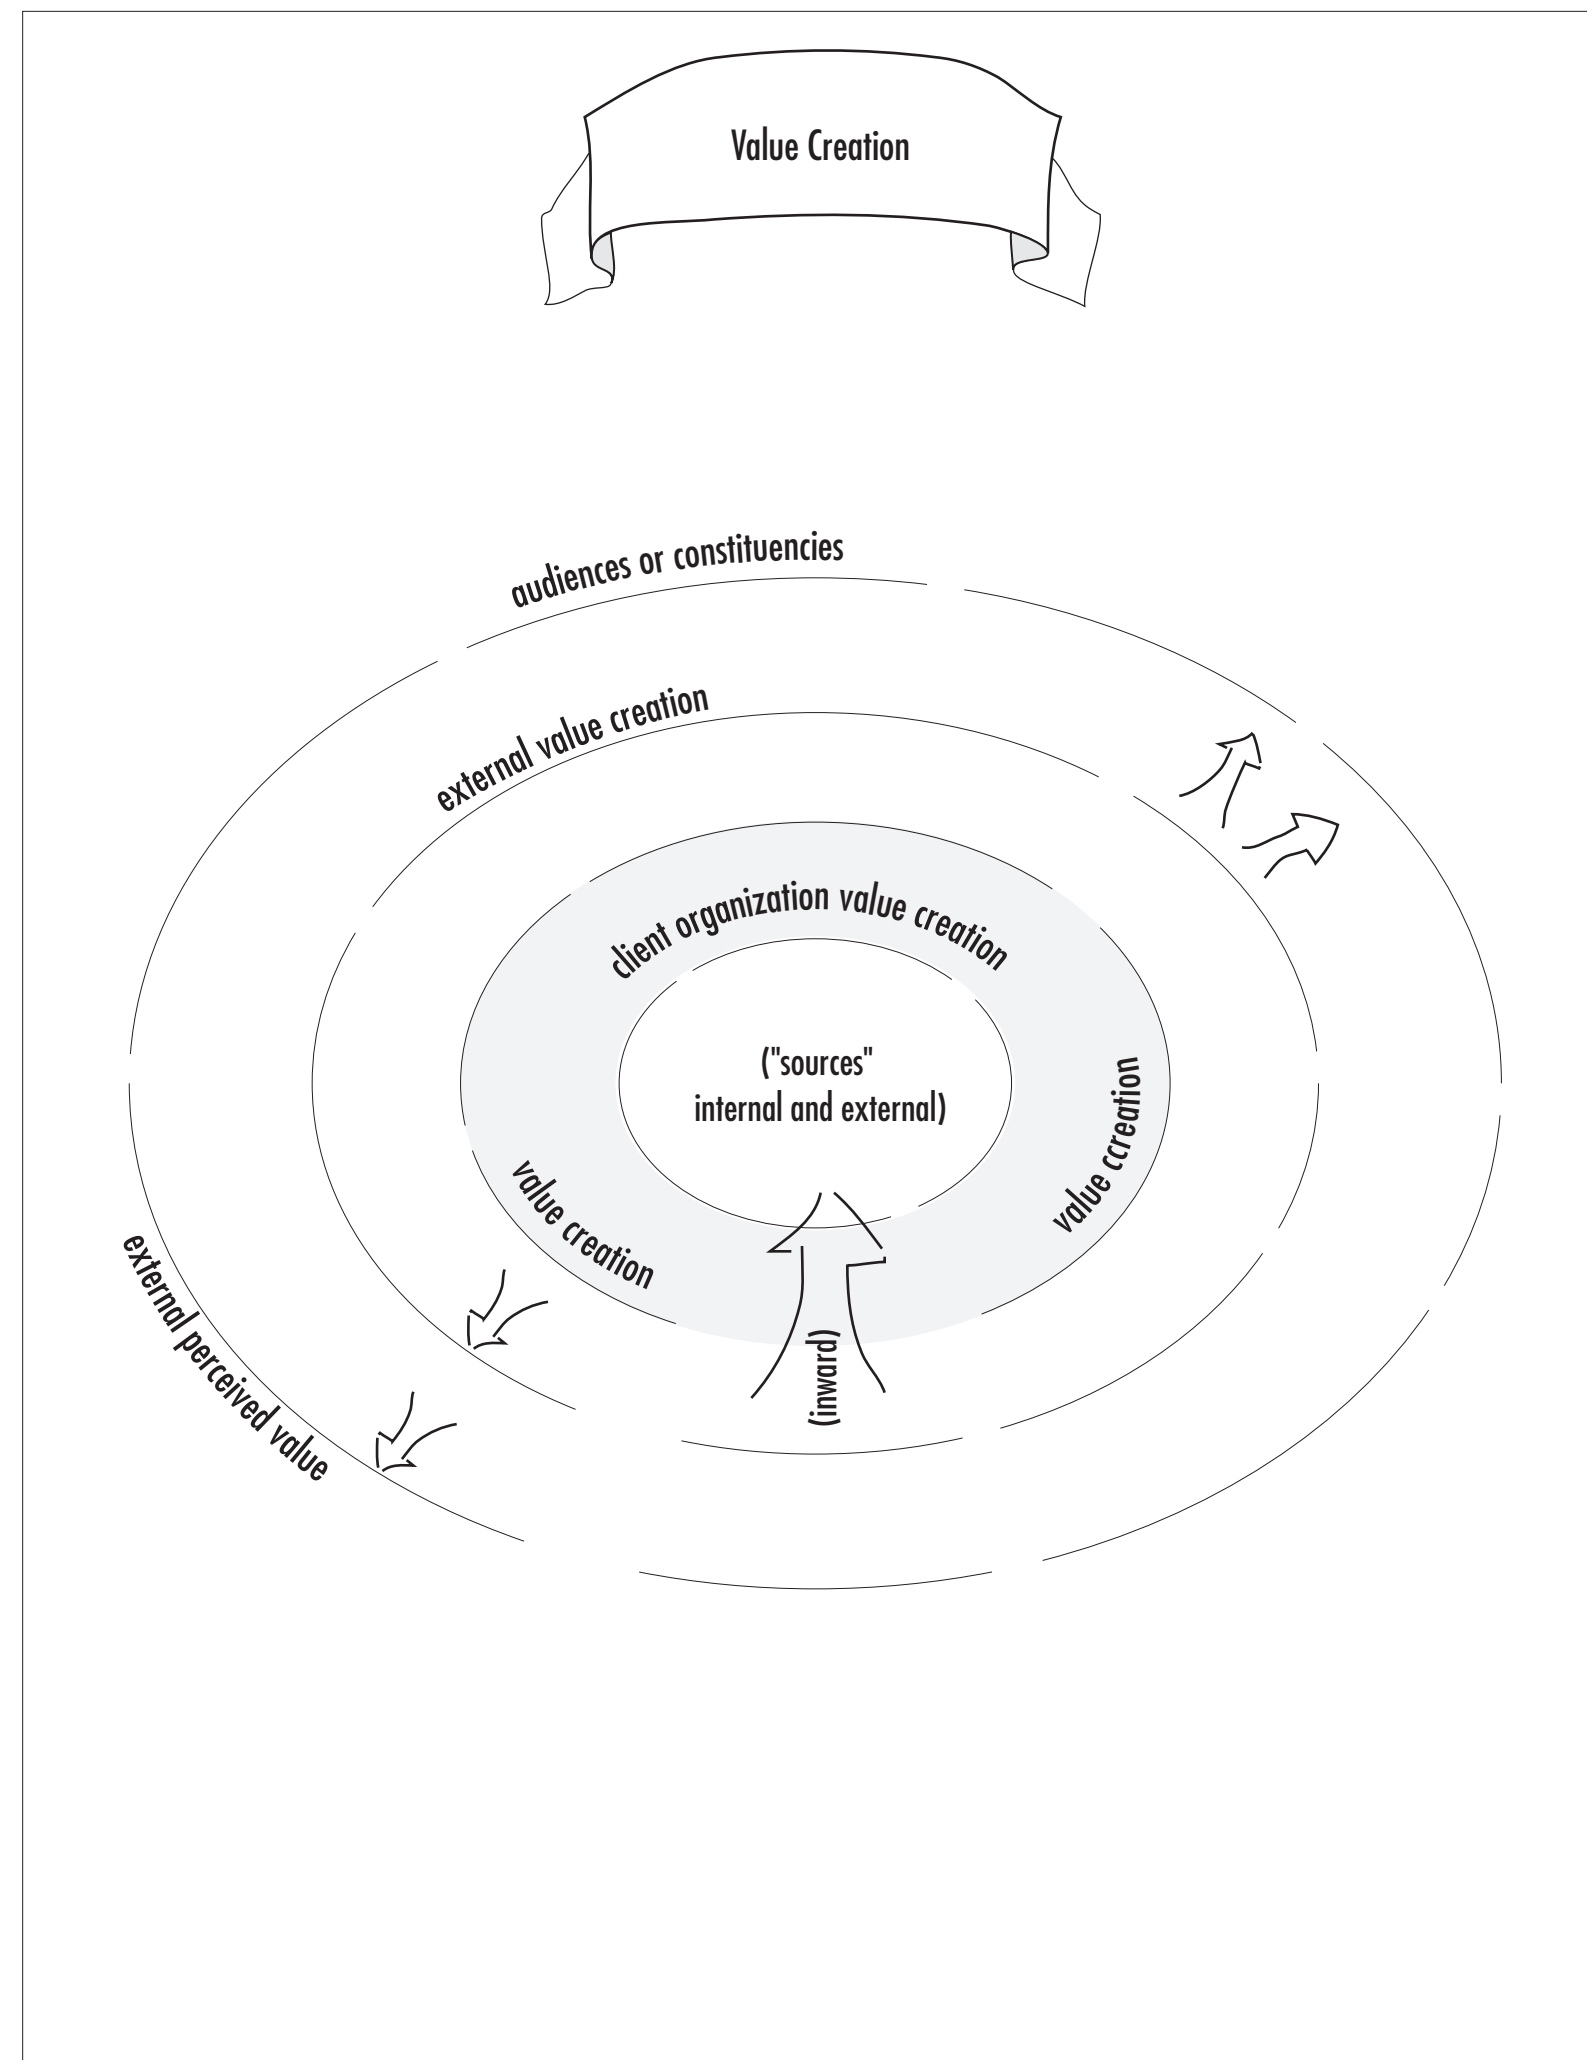 Value Creation
audiences or constituencies
external value creation
client organization value creation
("sources"
internal and external)
value ccreation
value creation
external perceived value
(inward)